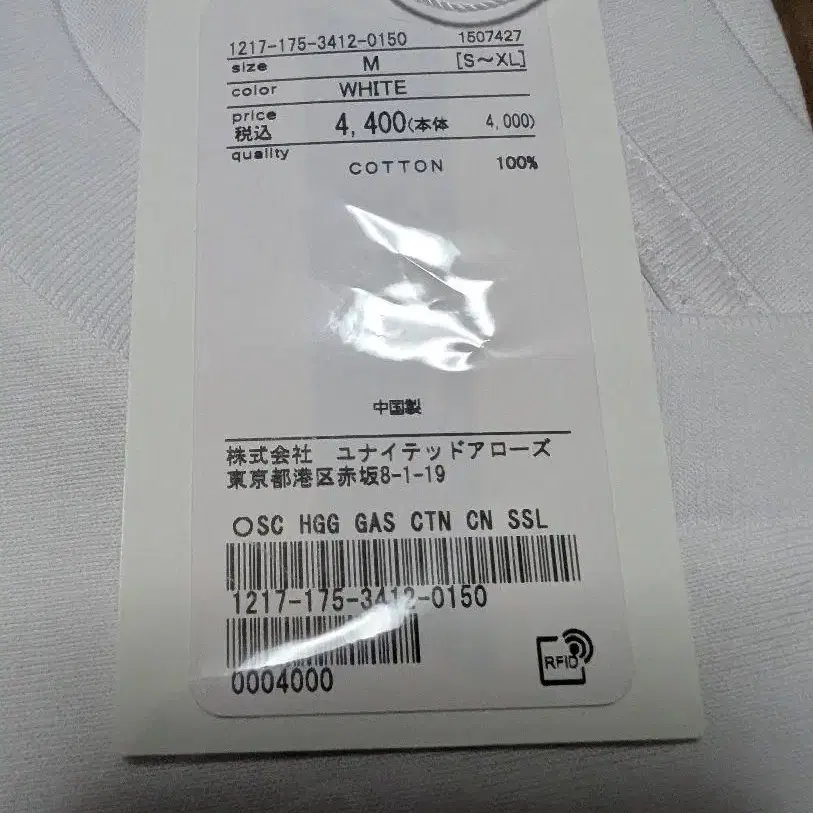 1217-175-3412-0150 1507427
size M [S～XL]
color WHITE
price
税込 4,400(本体 4,000)
quality
COTTON 100%
中国製
株式会社 ユナイテッドアローズ
東京都港区赤坂8-1-19
○SC HGG GAS CTN CN SSL
1217-175-3412-0150
0004000
RFID